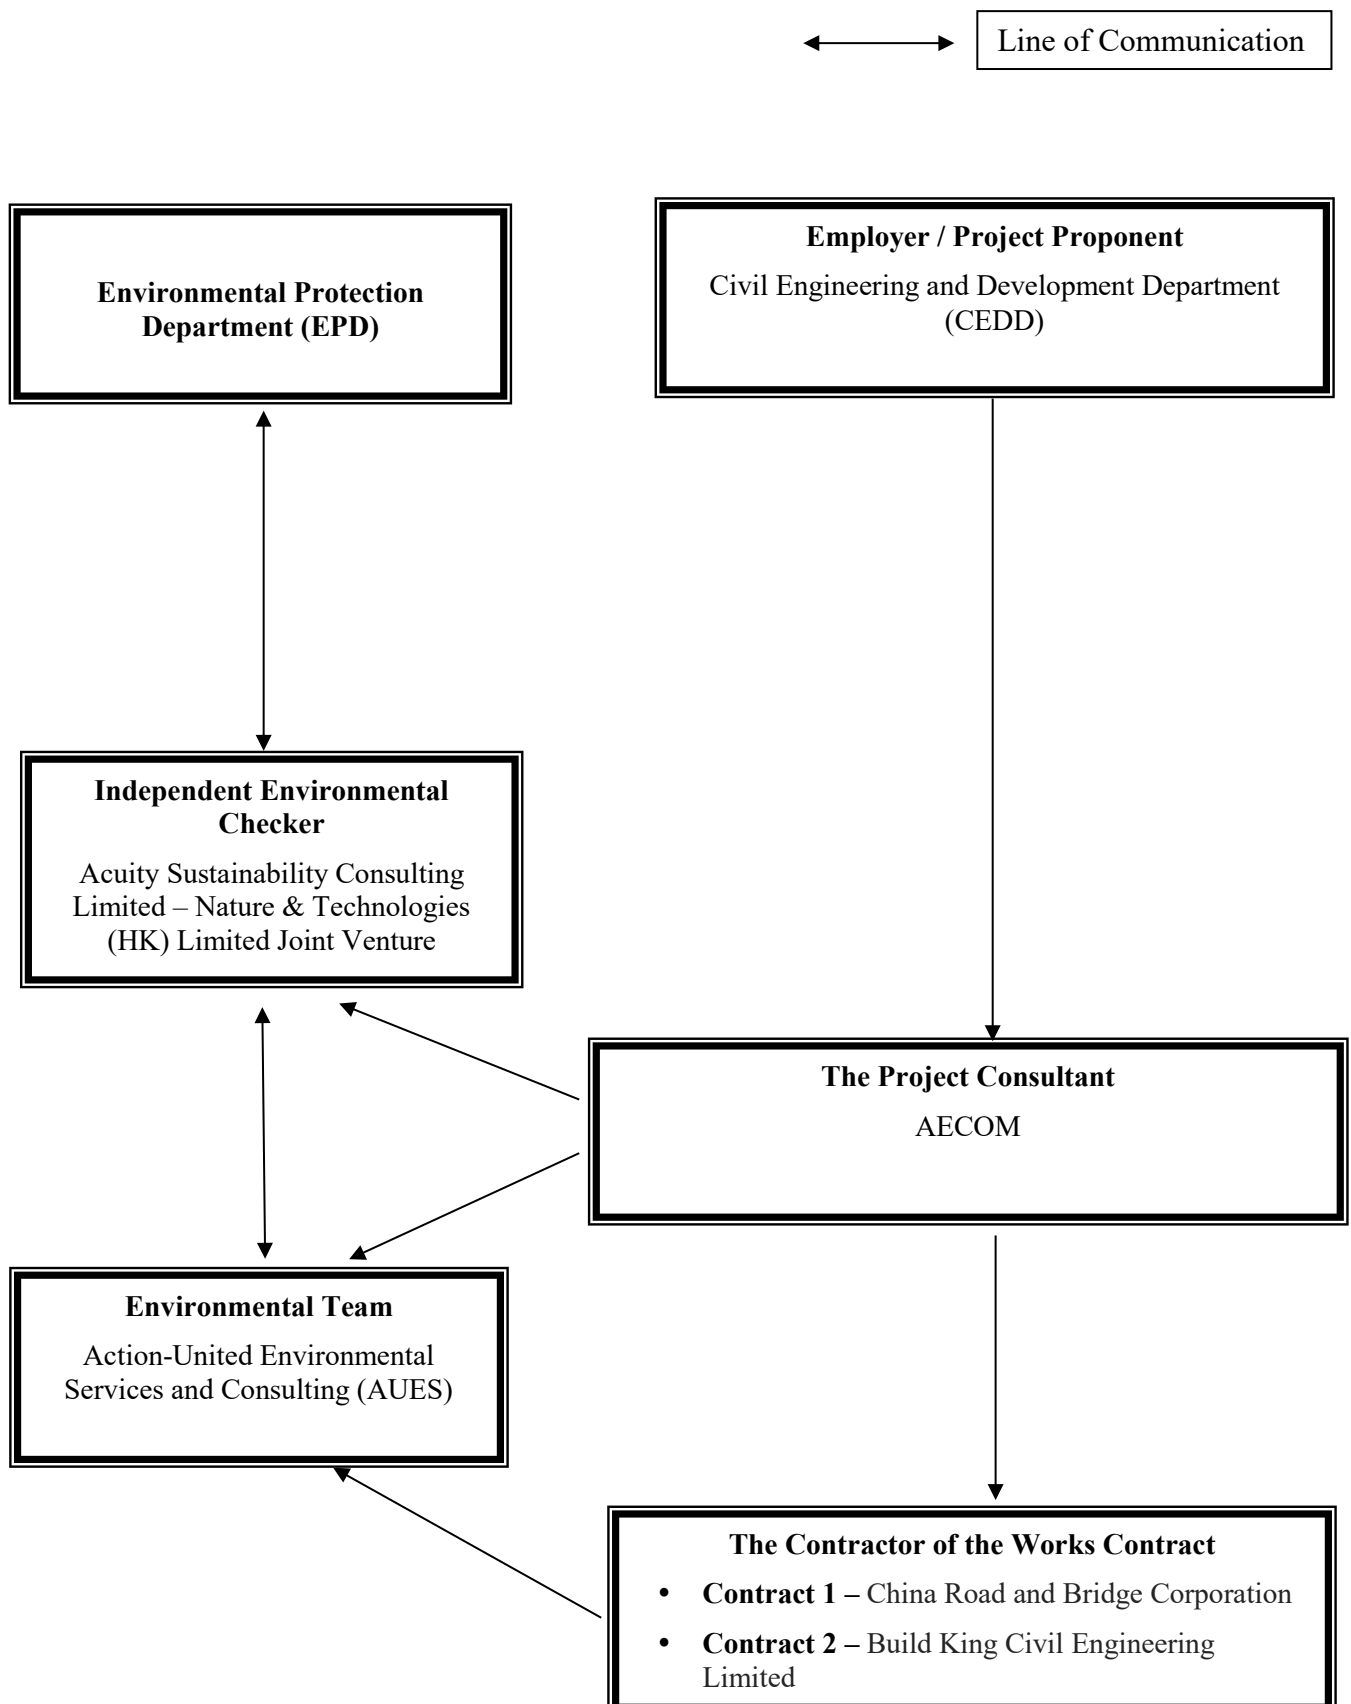 Line of Communication
Environmental Protection
Department (EPD)
Employer / Project Proponent
Civil Engineering and Development Department
(CEDD)
Independent Environmental
Checker
Acuity Sustainability Consulting
Limited – Nature & Technologies
(HK) Limited Joint Venture
The Project Consultant
AECOM
Environmental Team
Action-United Environmental
Services and Consulting (AUES)
The Contractor of the Works Contract
• Contract 1 – China Road and Bridge Corporation
• Contract 2 – Build King Civil Engineering
Limited